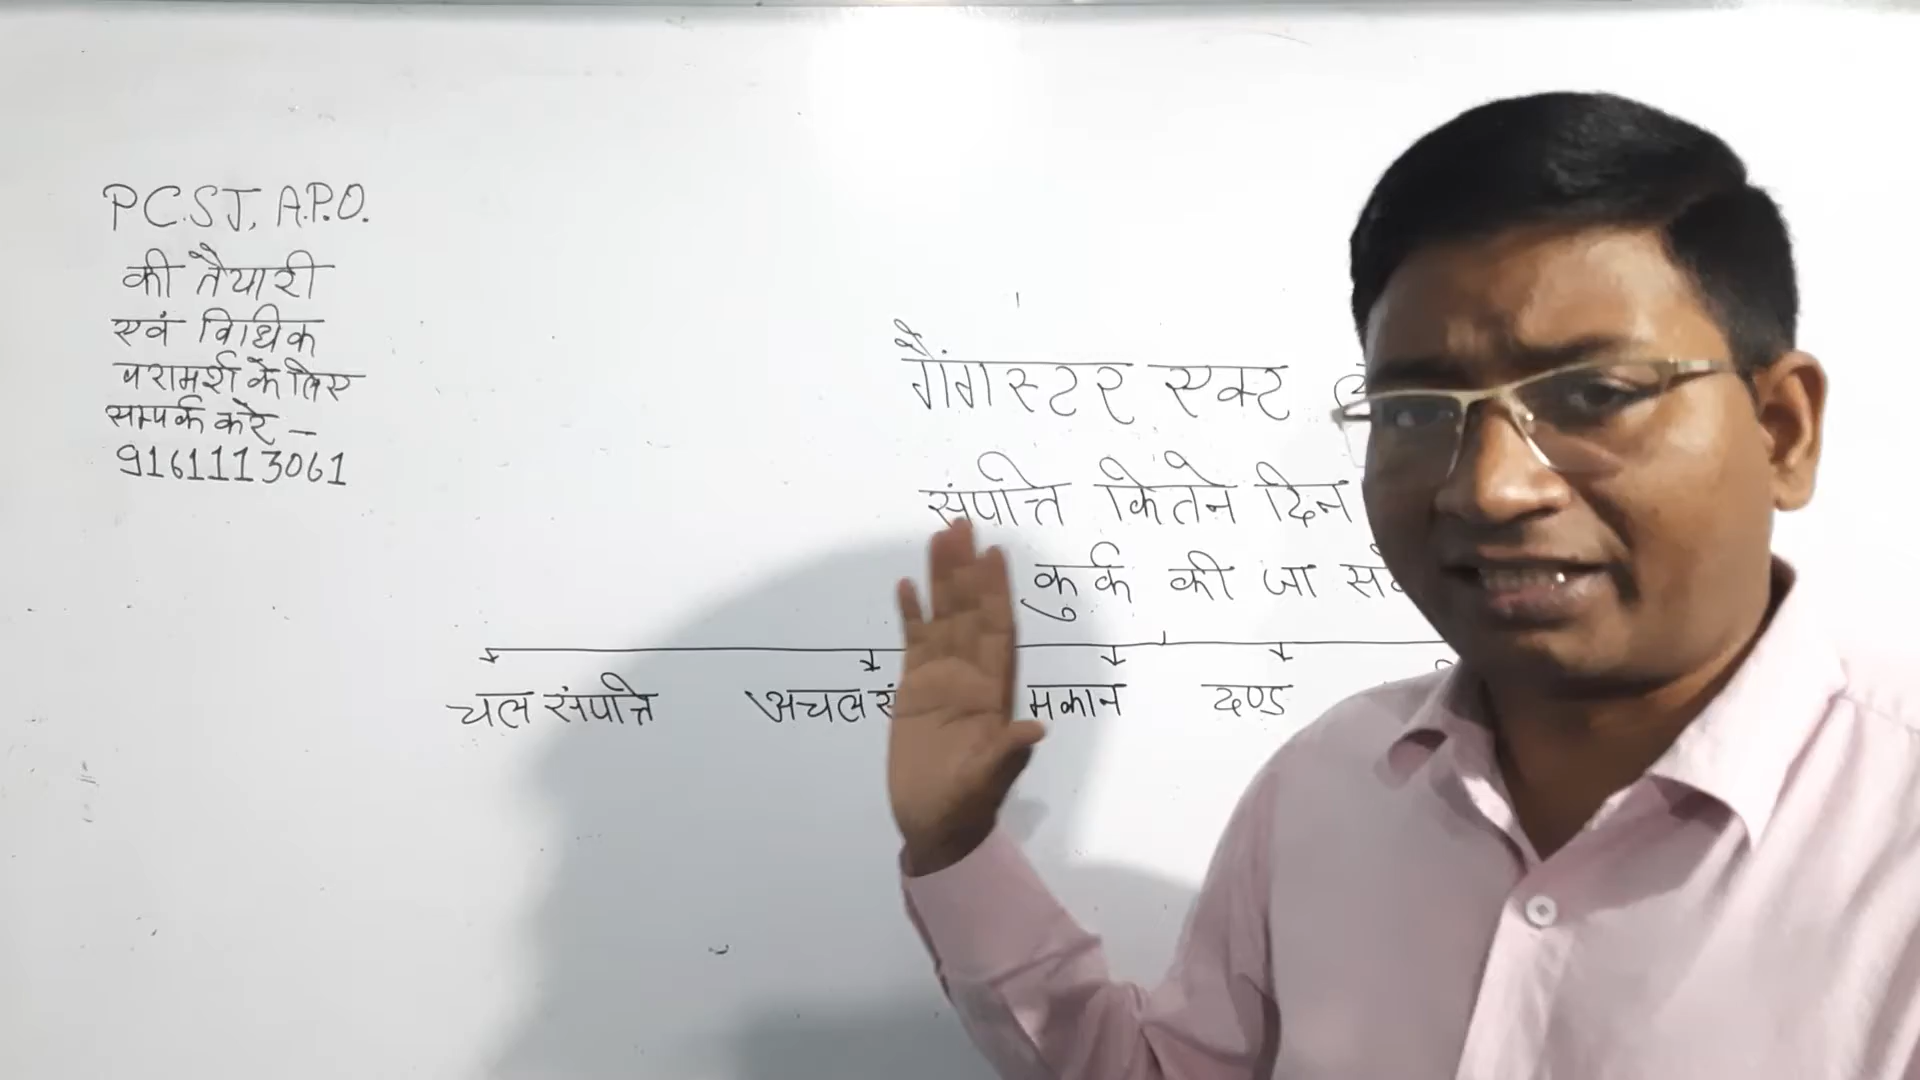 P.C.S.J, A.P.O.
की तैयारी
एवं विधिक
परामर्श के लिए
सम्पर्क करे –
9161113061
गैंगस्टर एक्ट
संपत्ति कितने दिन
कुर्क की जा
चल संपत्ति अचल मकान दण्ड